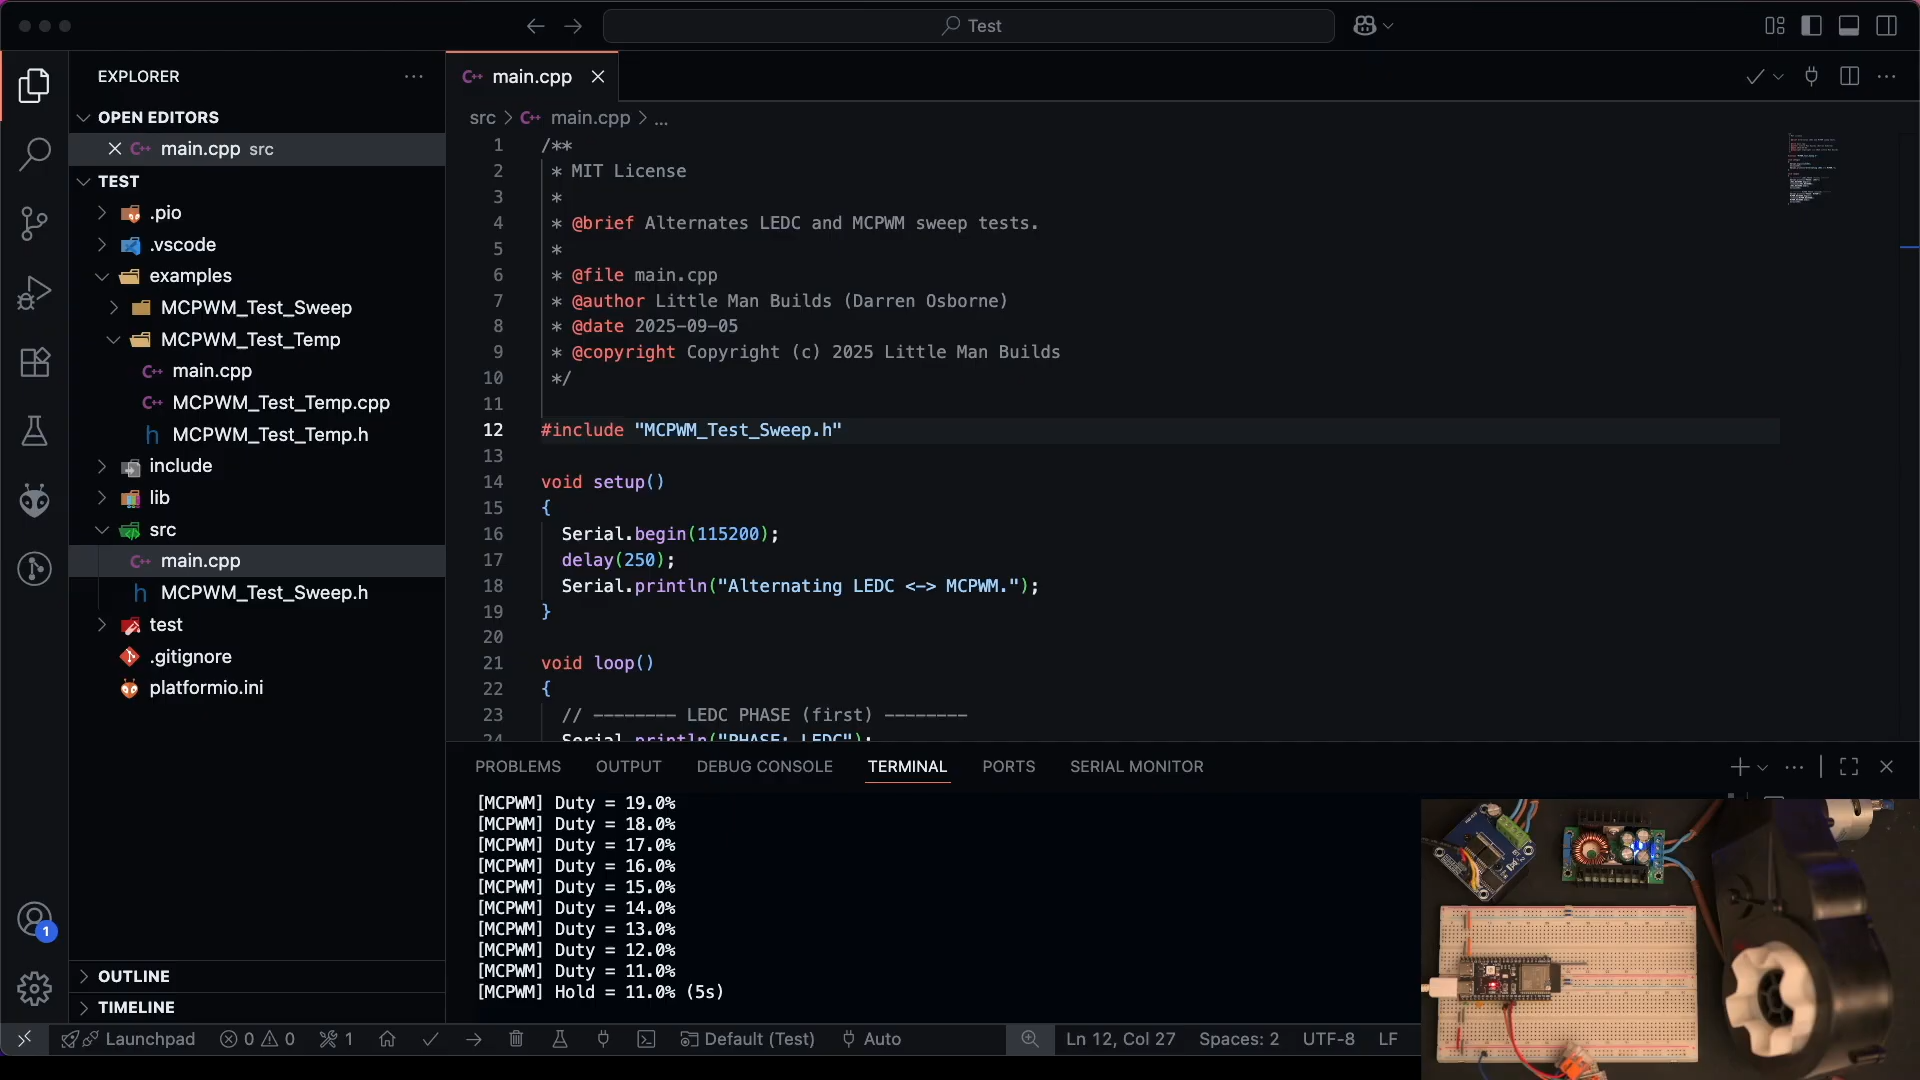 Test
EXPLORER
OPEN EDITORS
main.cpp src
TEST
.pio
.vscode
examples
MCPWM_Test_Sweep
MCPWM_Test_Temp
main.cpp
MCPWM_Test_Temp.cpp
MCPWM_Test_Temp.h
include
lib
src
main.cpp
MCPWM_Test_Sweep.h
test
.gitignore
platformio.ini
OUTLINE
TIMELINE
1
main.cpp
src > main.cpp > ...
1 /**
2 * MIT License
3 *
4 * @brief Alternates LEDC and MCPWM sweep tests.
5 *
6 * @file main.cpp
7 * @author Little Man Builds (Darren Osborne)
8 * @date 2025-09-05
9 * @copyright Copyright (c) 2025 Little Man Builds
10 */
11
12 #include "MCPWM_Test_Sweep.h"
13
14 void setup()
15 {
16 Serial.begin(115200);
17 delay(250);
18 Serial.println("Alternating LEDC <-> MCPWM.");
19 }
20
21 void loop()
22 {
23 // -------- LEDC PHASE (first) --------
24 Serial.println("PHASE: LEDC");
PROBLEMS OUTPUT DEBUG CONSOLE TERMINAL PORTS SERIAL MONITOR
[MCPWM] Duty = 19.0%
[MCPWM] Duty = 18.0%
[MCPWM] Duty = 17.0%
[MCPWM] Duty = 16.0%
[MCPWM] Duty = 15.0%
[MCPWM] Duty = 14.0%
[MCPWM] Duty = 13.0%
[MCPWM] Duty = 12.0%
[MCPWM] Duty = 11.0%
[MCPWM] Hold = 11.0% (5s)
Launchpad 0 0 1 Default (Test) Auto Ln 12, Col 27 Spaces: 2 UTF-8 LF